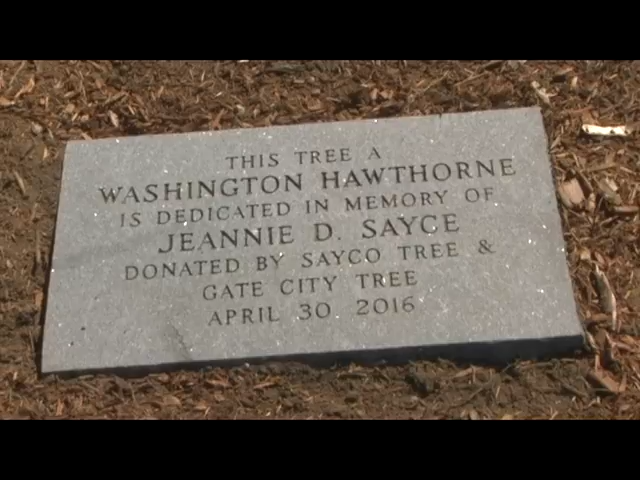 THIS TREE A
WASHINGTON HAWTHORNE
IS DEDICATED IN MEMORY OF
JEANNIE D. SAYCE
DONATED BY SAYCO TREE &
GATE CITY TREE
APRIL 30 2016